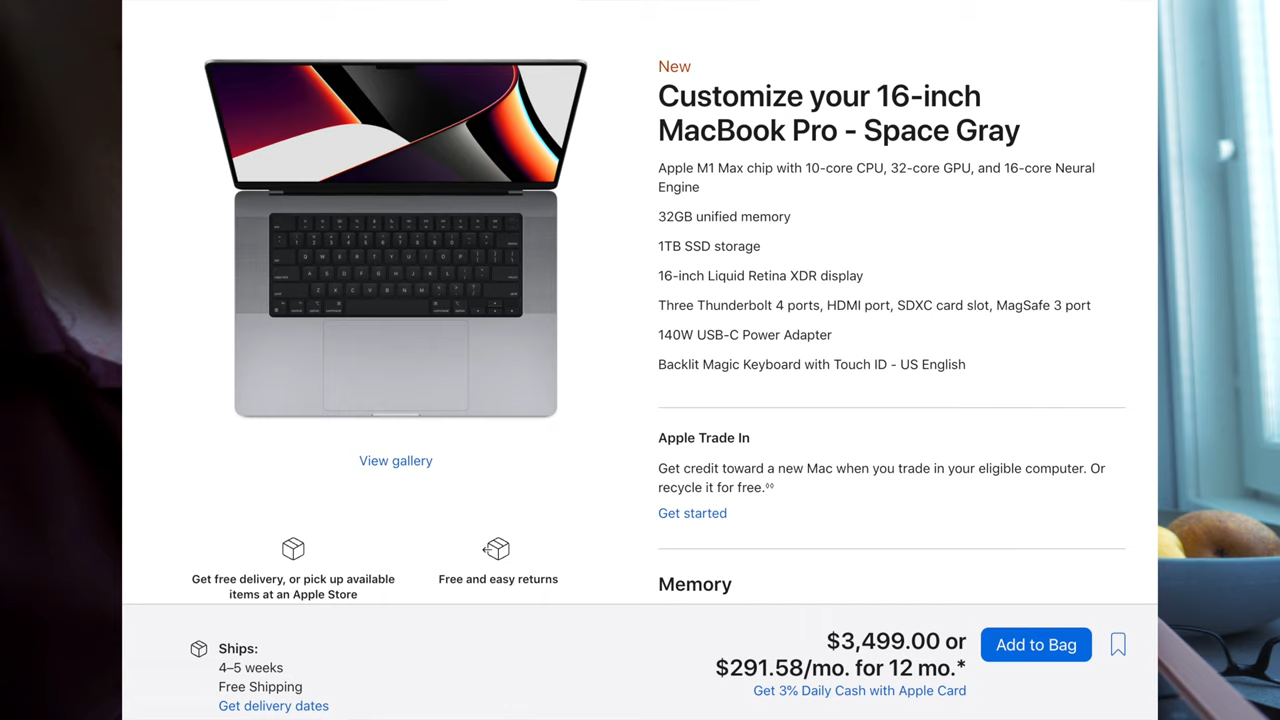 New
Customize your 16-inch
MacBook Pro - Space Gray
Apple M1 Max chip with 10-core CPU, 32-core GPU, and 16-core Neural
Engine
32GB unified memory
1TB SSD storage
16-inch Liquid Retina XDR display
Three Thunderbolt 4 ports, HDMI port, SDXC card slot, MagSafe 3 port
140W USB-C Power Adapter
Backlit Magic Keyboard with Touch ID - US English
View gallery
Apple Trade In
Get credit toward a new Mac when you trade in your eligible computer. Or
recycle it for free.◊◊
Get started
Get free delivery, or pick up available
items at an Apple Store
Free and easy returns
Memory
Ships:
4–5 weeks
Free Shipping
Get delivery dates
$3,499.00 or
$291.58/mo. for 12 mo.*
Get 3% Daily Cash with Apple Card
Add to Bag